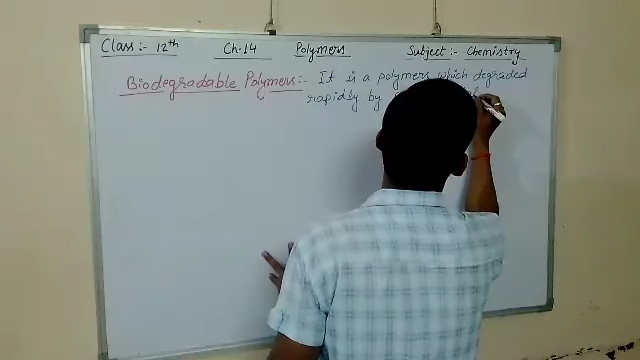 Class:- 12th Ch-14 Polymers Subject:- Chemistry
Biodegradable Polymers:- It is a polymers which degraded
rapidly by